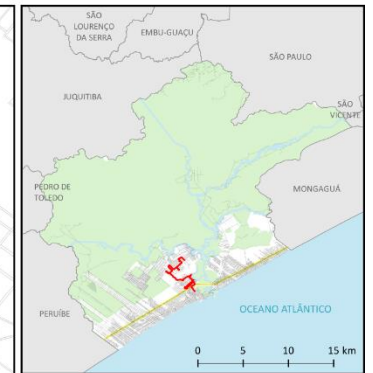 SÃO
LOURENÇO
DA SERRA
EMBU-GUAÇU
SÃO PAULO
JUQUITIBA
SÃO
VICENTE
PEDRO DE
TOLEDO
MONGAGUÁ
PERUÍBE
OCEANO ATLÂNTICO
0 5 10 15 km